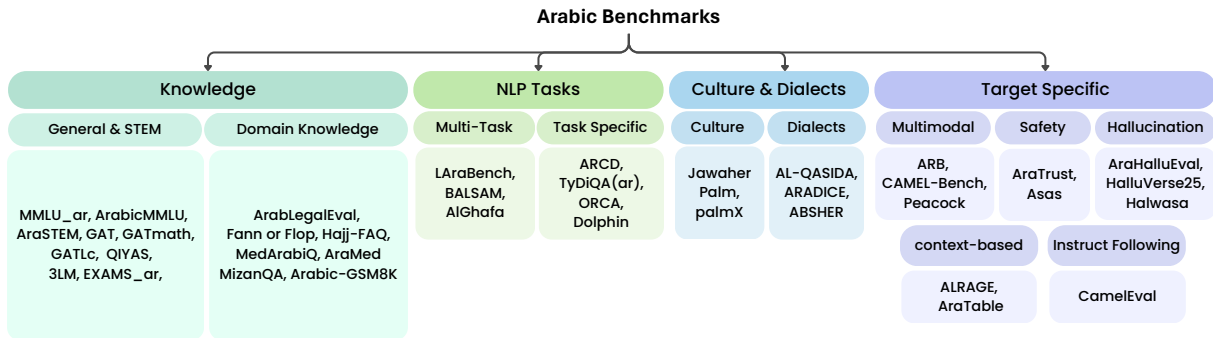 Arabic Benchmarks
Knowledge
General & STEM
MMLU_ar, ArabicMMLU,
AraSTEM, GAT, GATmath,
GATLc, QIYAS,
3LM, EXAMS_ar,
Domain Knowledge
ArabLegalEval,
Fann or Flop, Hajj-FAQ,
MedArabiQ, AraMed
MizanQA, Arabic-GSM8K
NLP Tasks
Multi-Task
LAraBench,
BALSAM,
AlGhafa
Task Specific
ARCD,
TyDiQA(ar),
ORCA,
Dolphin
Culture & Dialects
Culture
Jawaher
Palm,
palmX
Dialects
AL-QASIDA,
ARADICE,
ABSHER
Target Specific
Multimodal
ARB,
CAMEL-Bench,
Peacock
Safety
AraTrust,
Asas
Hallucination
AraHalluEval,
HalluVerse25,
Halwasa
context-based
ALRAGE,
AraTable
Instruct Following
CamelEval